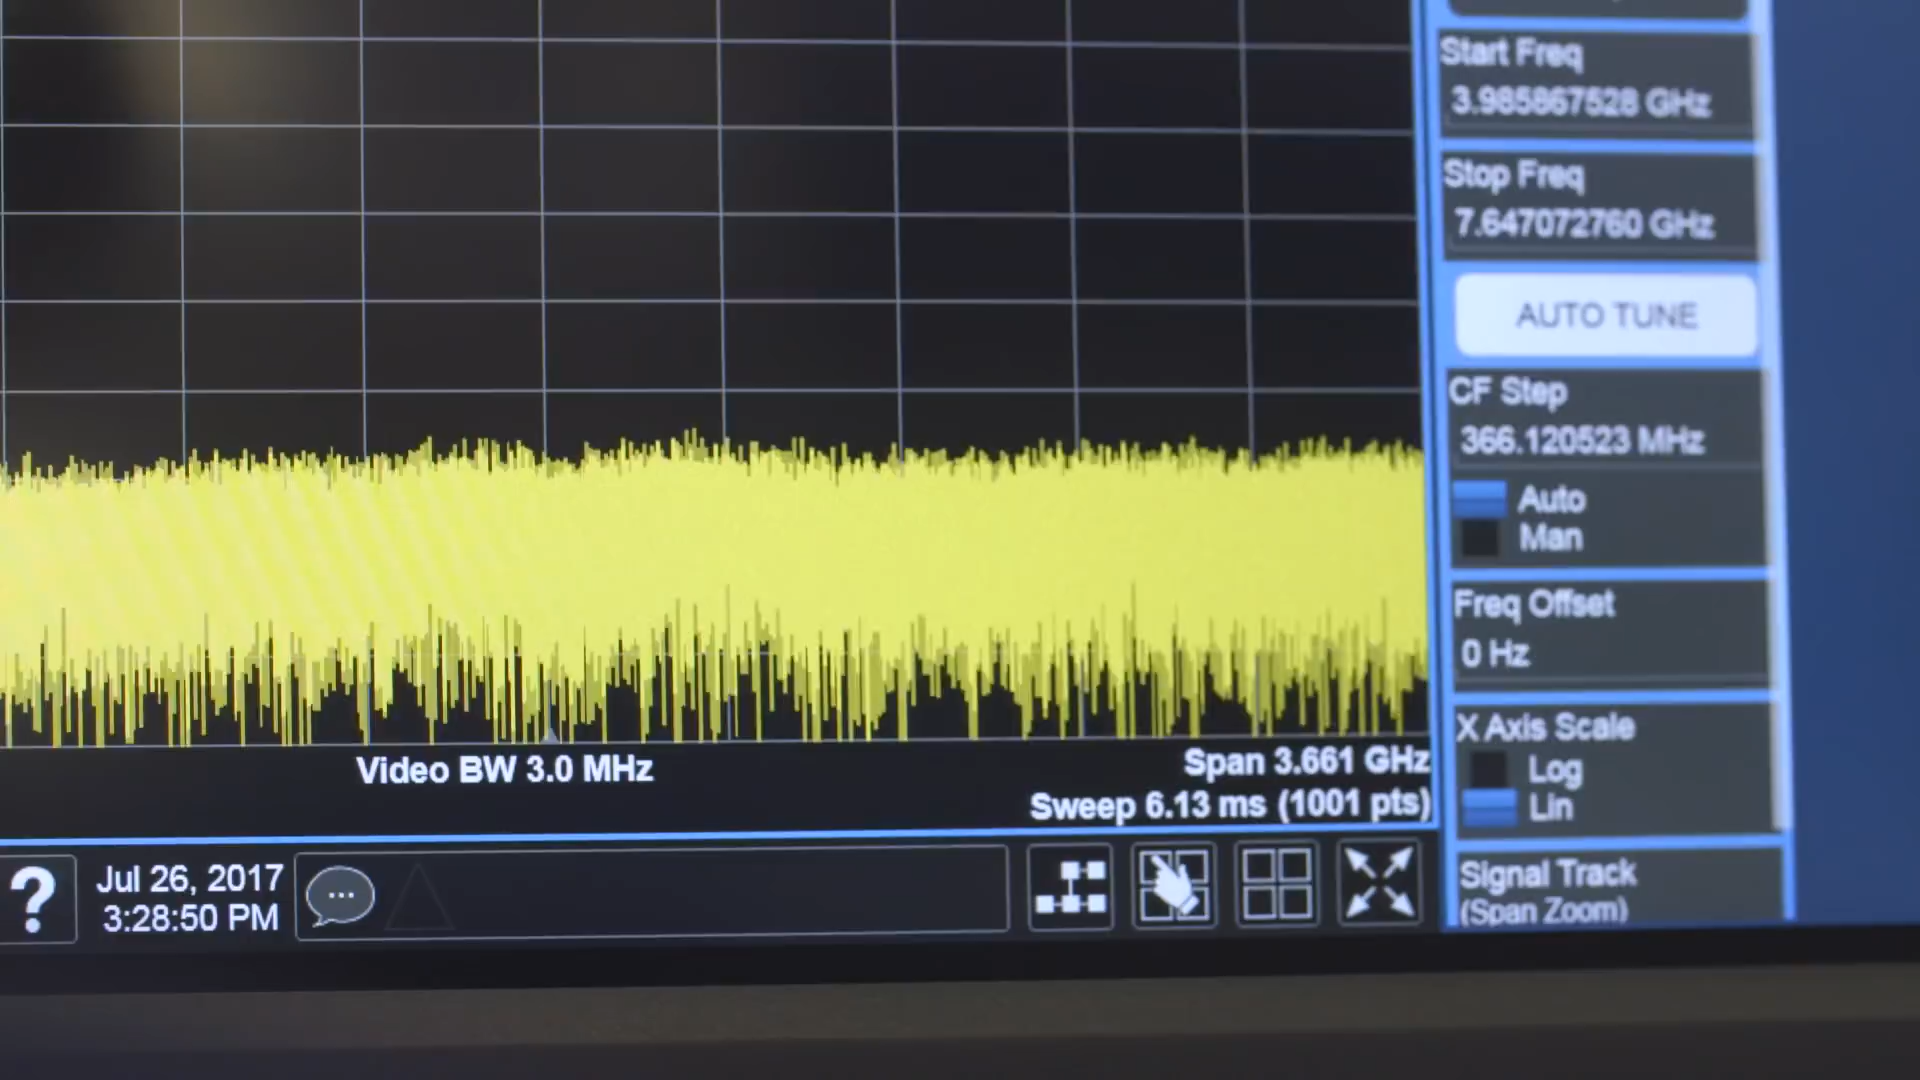 Start Freq
3.985867528 GHz
Stop Freq
7.647072760 GHz
AUTO TUNE
CF Step
366.120523 MHz
Auto
Man
Freq Offset
0 Hz
X Axis Scale
Log
Lin
Signal Track
(Span Zoom)
Video BW 3.0 MHz
Span 3.661 GHz
Sweep 6.13 ms (1001 pts)
?
Jul 26, 2017
3:28:50 PM